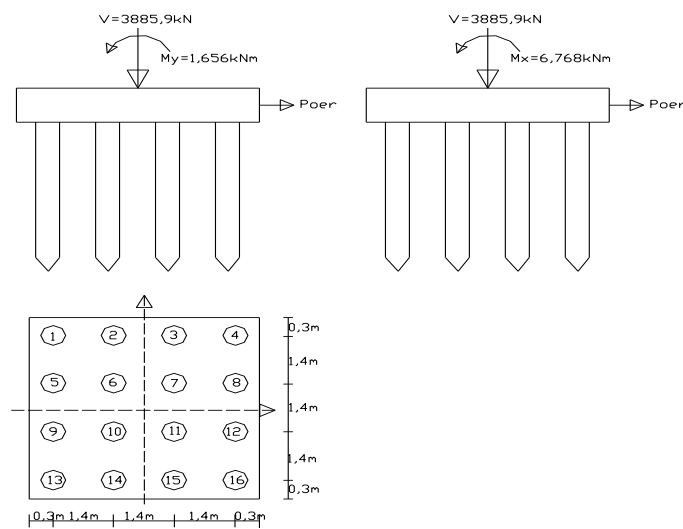 V=3885,9kN
My=1,656kNm
Poer
V=3885,9kN
Mx=6,768kNm
Poer
1 2 3 4
5 6 7 8
9 10 11 12
13 14 15 16
0,3m
1,4m
1,4m
1,4m
0,3m
0,3m 1,4m 1,4m 1,4m 0,3m